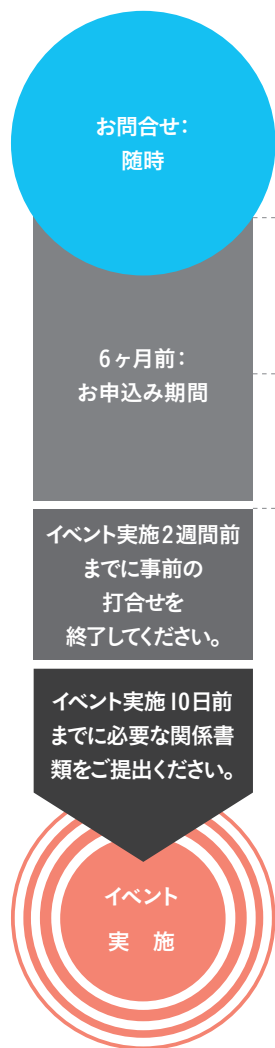 お問合せ：
随時
6ヶ月前：
お申込み期間
イベント実施2週間前
までに事前の
打合せを
終了してください。
イベント実施10日前
までに必要な関係書
類をご提出ください。
イベント
実　施